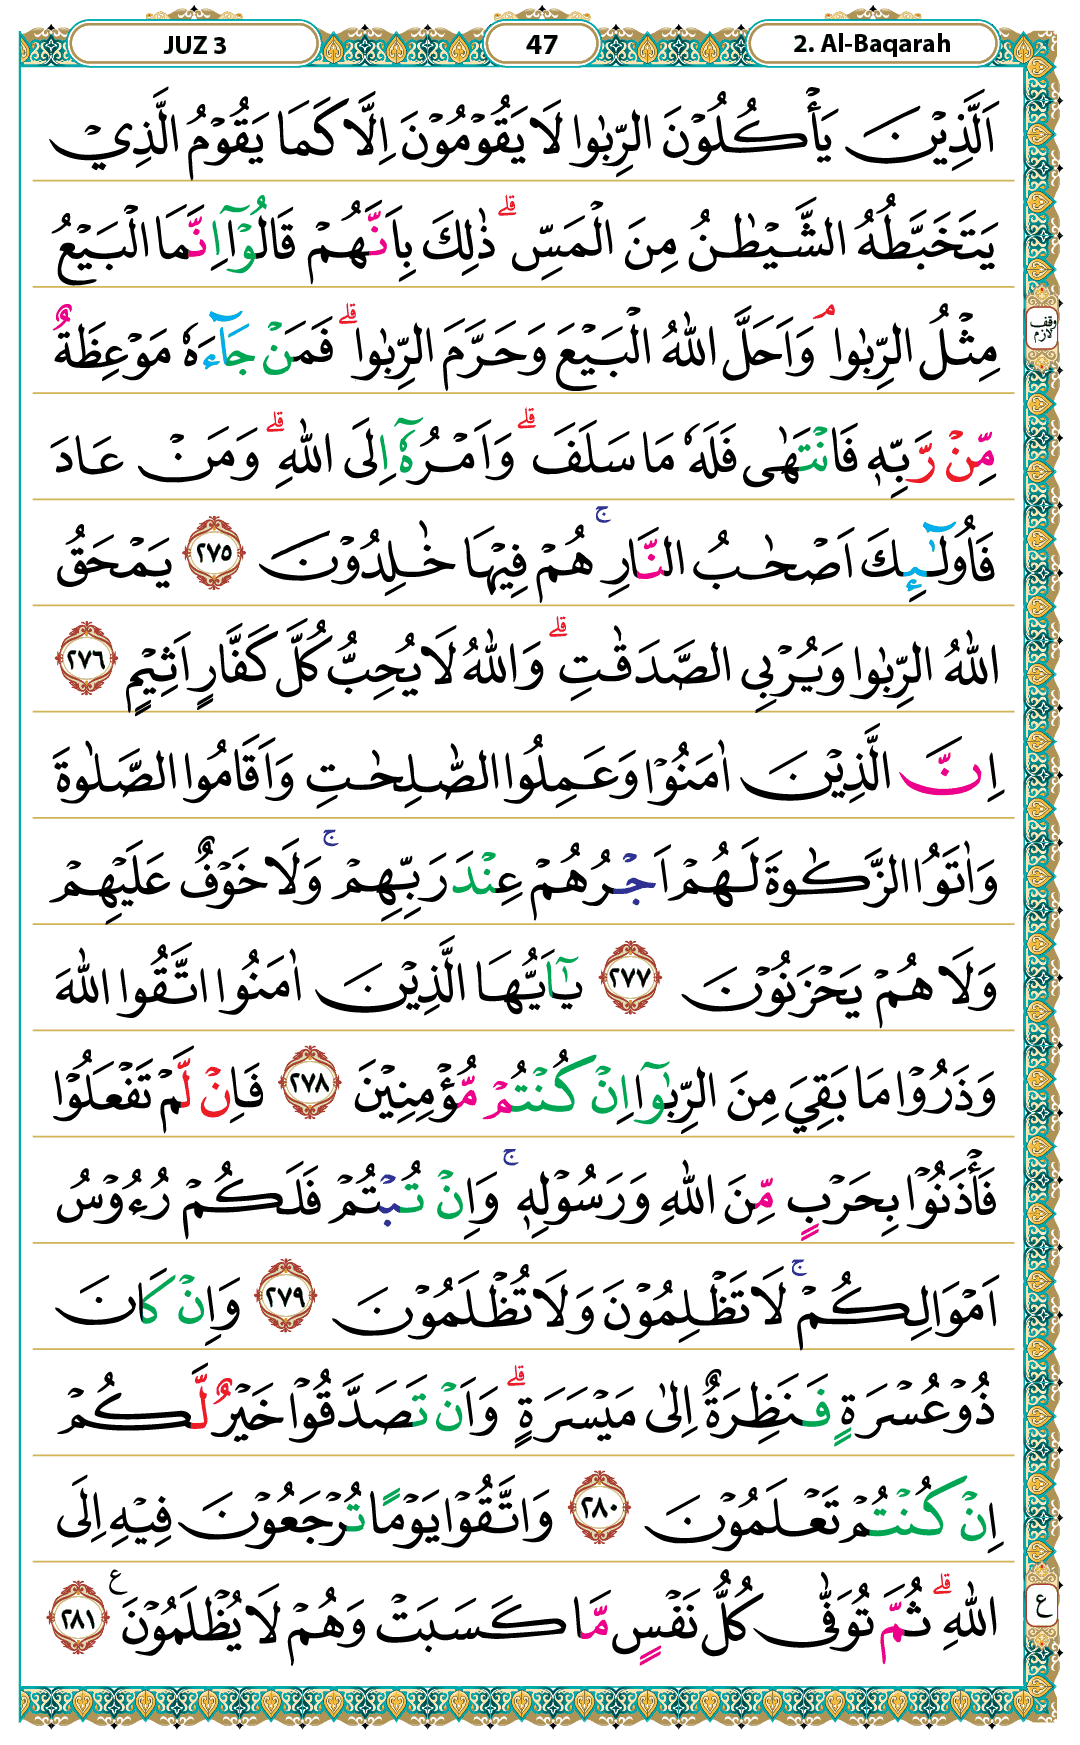 JUZ 3
47
2. Al-Baqarah
اَلَّذِيْنَ يَأْكُلُوْنَ الرِّبٰوا لَا يَقُوْمُوْنَ اِلَّا كَمَا يَقُوْمُ الَّذِيْ
يَتَخَبَّطُهُ الشَّيْطٰنُ مِنَ الْمَسِّۗ ذٰلِكَ بِاَنَّهُمْ قَالُوْٓا اِنَّمَا الْبَيْعُ
مِثْلُ الرِّبٰواۘ وَاَحَلَّ اللّٰهُ الْبَيْعَ وَحَرَّمَ الرِّبٰواۗ فَمَنْ جَاۤءَهٗ مَوْعِظَةٌ
وقف لازم
مِّنْ رَّبِّهٖ فَانْتَهٰى فَلَهٗ مَا سَلَفَۗ وَاَمْرُهٗٓ اِلَى اللّٰهِۗ وَمَنْ عَادَ
فَاُولٰۤىِٕكَ اَصْحٰبُ النَّارِۚ هُمْ فِيْهَا خٰلِدُوْنَ ٢٧٥ يَمْحَقُ
اللّٰهُ الرِّبٰوا وَيُرْبِى الصَّدَقٰتِۗ وَاللّٰهُ لَا يُحِبُّ كُلَّ كَفَّارٍ اَثِيْمٍ ٢٧٦
اِنَّ الَّذِيْنَ اٰمَنُوْا وَعَمِلُوا الصّٰلِحٰتِ وَاَقَامُوا الصَّلٰوةَ
وَاٰتَوُا الزَّكٰوةَ لَهُمْ اَجْرُهُمْ عِنْدَ رَبِّهِمْۚ وَلَا خَوْفٌ عَلَيْهِمْ
وَلَا هُمْ يَحْزَنُوْنَ ٢٧٧ يٰٓاَيُّهَا الَّذِيْنَ اٰمَنُوا اتَّقُوا اللّٰهَ
وَذَرُوْا مَا بَقِيَ مِنَ الرِّبٰوٓا اِنْ كُنْتُمْ مُّؤْمِنِيْنَ ٢٧٨ فَاِنْ لَّمْ تَفْعَلُوْا
فَأْذَنُوْا بِحَرْبٍ مِّنَ اللّٰهِ وَرَسُوْلِهٖۚ وَاِنْ تُبْتُمْ فَلَكُمْ رُءُوْسُ
اَمْوَالِكُمْۚ لَا تَظْلِمُوْنَ وَلَا تُظْلَمُوْنَ ٢٧٩ وَاِنْ كَانَ
ذُوْ عُسْرَةٍ فَنَظِرَةٌ اِلٰى مَيْسَرَةٍۗ وَاَنْ تَصَدَّقُوْا خَيْرٌ لَّكُمْ
اِنْ كُنْتُمْ تَعْلَمُوْنَ ٢٨٠ وَاتَّقُوْا يَوْمًا تُرْجَعُوْنَ فِيْهِ اِلَى
اللّٰهِۗ ثُمَّ تُوَفّٰى كُلُّ نَفْسٍ مَّا كَسَبَتْ وَهُمْ لَا يُظْلَمُوْنَ ࣖ ٢٨١
ع